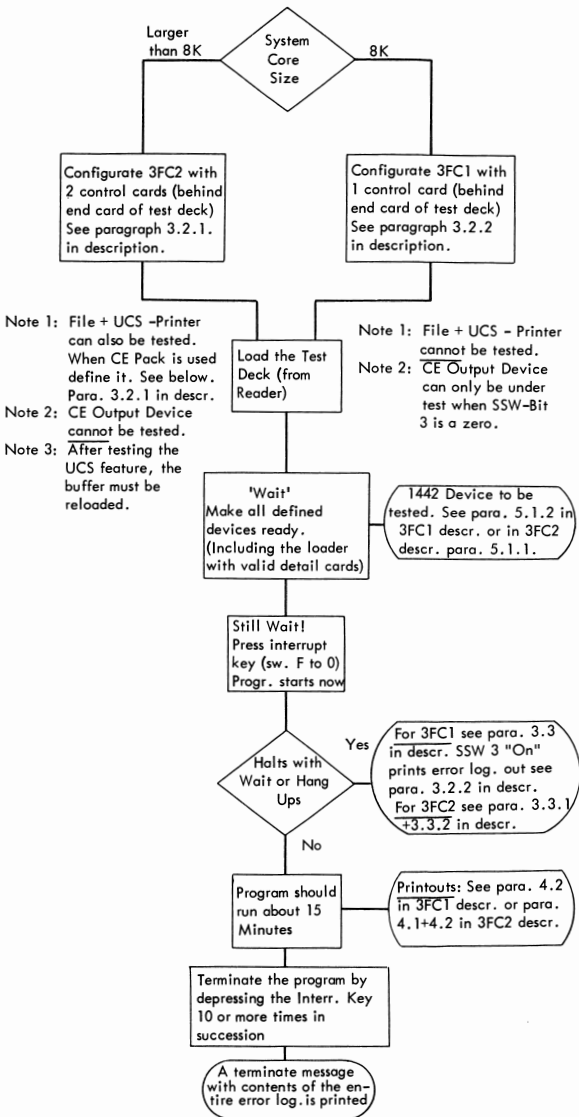 Larger
than 8K
System
Core
Size
8K
Configurate 3FC2 with
2 control cards (behind
end card of test deck)
See paragraph 3.2.1.
in description.
Configurate 3FC1 with
1 control card (behind
end card of test deck)
See paragraph 3.2.2
in description.
Note 1: File + UCS -Printer
can also be tested.
When CE Pack is used
define it. See below.
Para. 3.2.1 in descr.
Note 2: CE Output Device
cannot be tested.
Note 3: After testing the
UCS feature, the
buffer must be
reloaded.
Load the Test
Deck (from
Reader)
Note 1: File + UCS - Printer
cannot be tested.
Note 2: CE Output Device
can only be under
test when SSW-Bit
3 is a zero.
'Wait'
Make all defined
devices ready.
(Including the loader
with valid detail cards)
1442 Device to be
tested. See para. 5.1.2 in
3FC1 descr. or in 3FC2
descr. para. 5.1.1.
Still Wait!
Press interrupt
key (sw. F to 0)
Progr. starts now
Halts with
Wait or Hang
Ups
Yes
For 3FC1 see para. 3.3
in descr. SSW 3 "On"
prints error log. out see
para. 3.2.2 in descr.
For 3FC2 see para. 3.3.1
+3.3.2 in descr.
No
Program should
run about 15
Minutes
Printouts: See para. 4.2
in 3FC1 descr. or para.
4.1+4.2 in 3FC2 descr.
Terminate the program by
depressing the Interr. Key
10 or more times in
succession
A terminate message
with contents of the en-
tire error log. is printed